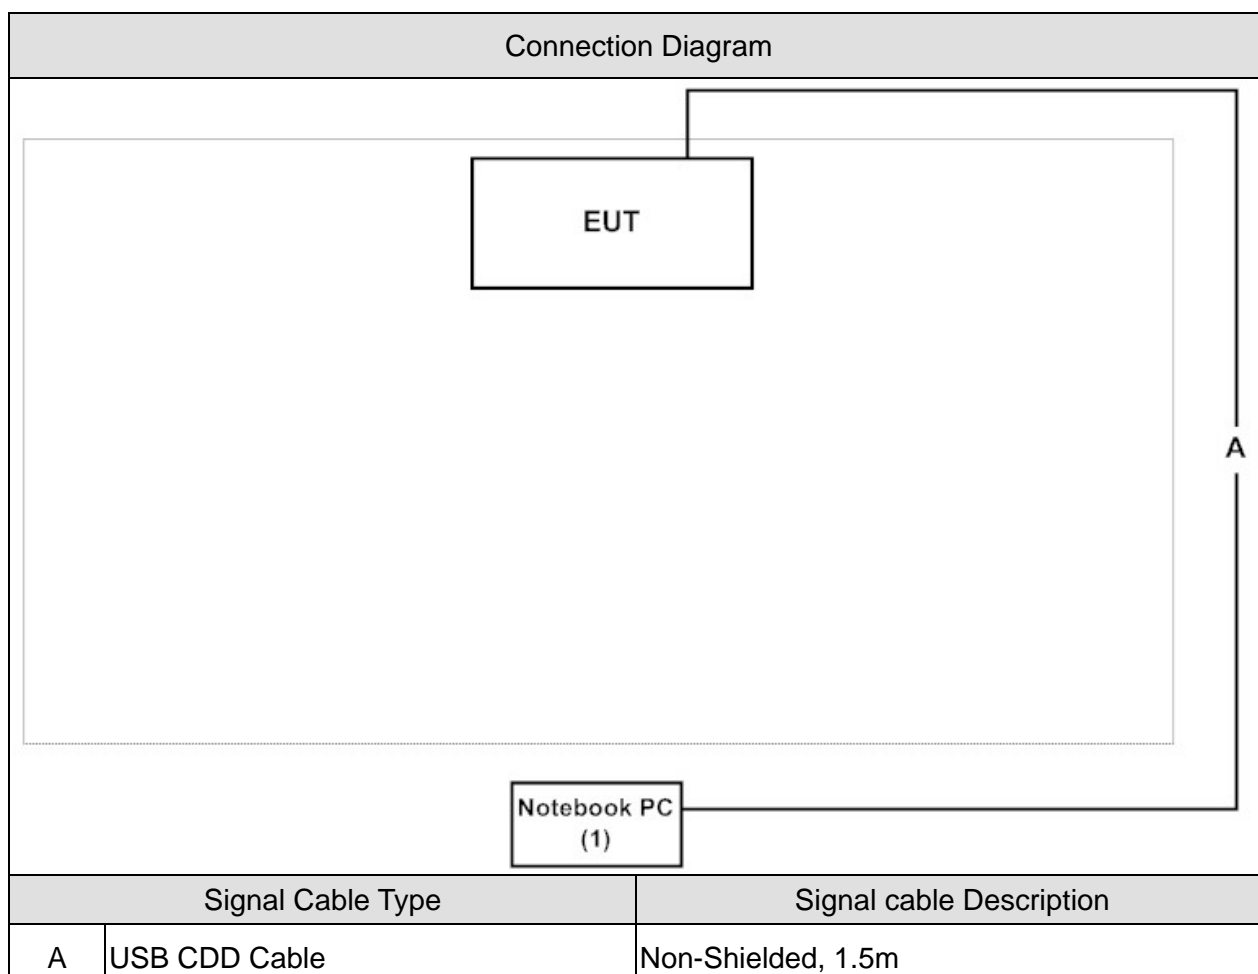 Connection Diagram
EUT
A
Notebook PC
(1)
Signal Cable Type Signal cable Description
A USB CDD Cable Non-Shielded, 1.5m